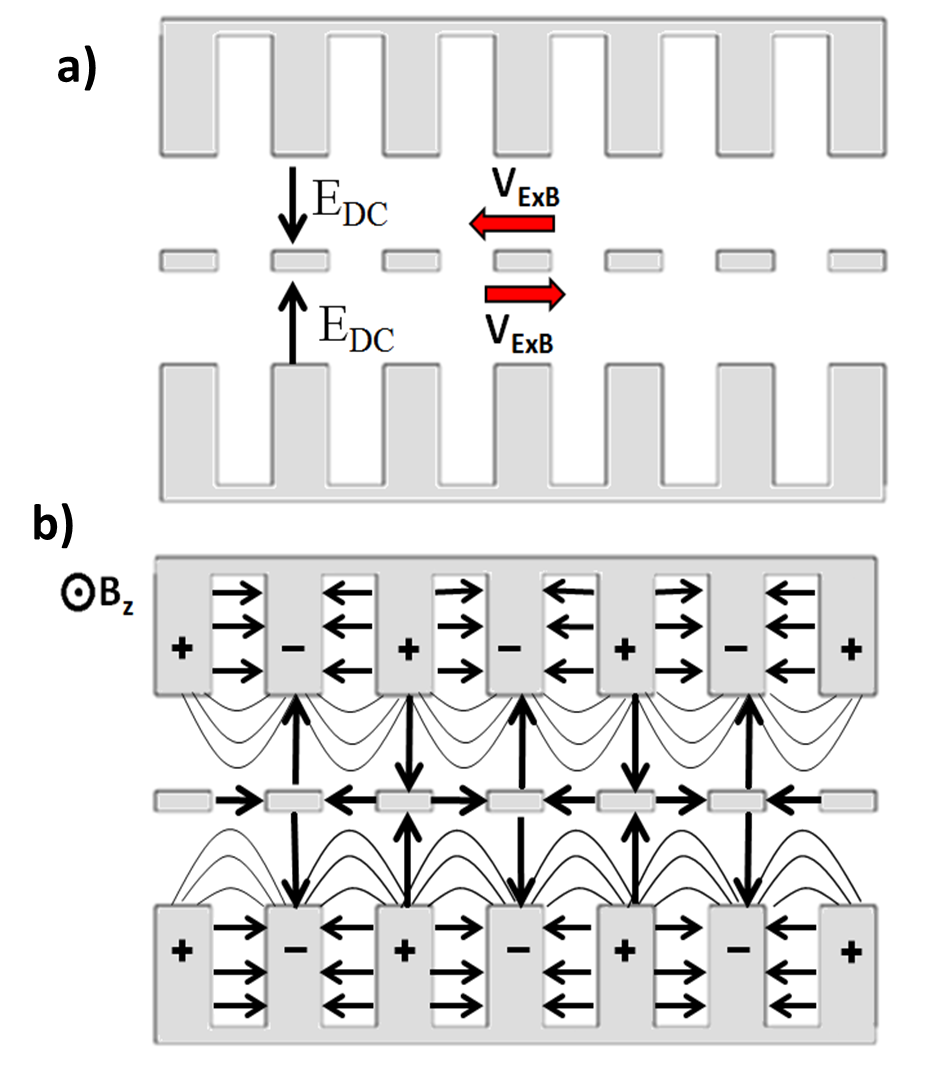 a)
E_DC
V_ExB
E_DC
V_ExB
b)
⊙B_z
+ − + − + − +
+ − + − + − +